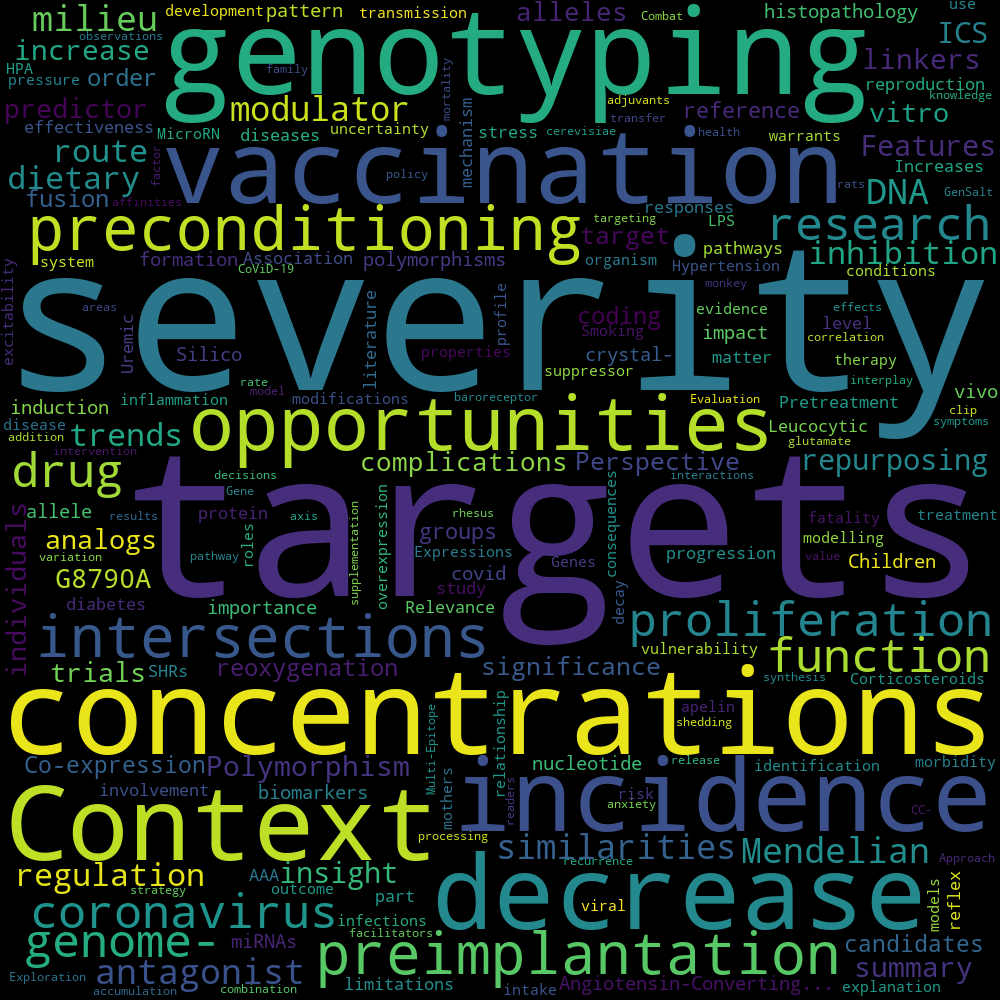 development
pattern
transmission
alleles
Combat
histopathology
use
milieu
observations
genotyping
ICS
increase
linkers
HPA
pressure
order
family
mortality
reproduction
knowledge
predictor
modulator
adjuvants
reference
vitro
effectiveness
MicroRN
diseases
uncertainty
mechanism
stress
cerevisiae
transfer
health
warrants
Features
route
factor
vaccination
Increases
dietary
policy
rats
DNA
GenSalt
fusion
affinities
preconditioning
targeting
responses
LPS
research
target
system
formation
Association
polymorphisms
organism
pathways
inhibition
CoViD-19
Hypertension
conditions
excitability
severity
monkey
areas
Uremic
literature
profile
coding
evidence
effects
level
Smoking
impact
correlation
Silico
properties
crystal-
matter
therapy
suppressor
interplay
rate
model
induction
inflammation
modifications
baroreceptor
Evaluation
Pretreatment
vivo
clip
disease
opportunities
Leucocytic
symptoms
addition
trends
glutamate
intervention
drug
complications
Perspective
repurposing
decisions
interactions
targets
Gene
overexpression
consequences
individuals
allele
results
protein
axis
rhesus
fatality
treatment
supplementation
groups
modelling
analogs
roles
Expressions
progression
variation
pathway
Genes
value
Children
G8790A
covid
study
decay
diabetes
importance
Relevance
proliferation
intersections
vulnerability
function
trials
SHRs
reoxygenation
significance
synthesis
Corticosteroids
concentrations
relationship
apelin
shedding
Co-expression
Polymorphism
Multi-Epitope
nucleotide
release
identification
morbidity
involvement
biomarkers
mothers
readers
risk
anxiety
incidence
CC-
Context
processing
similarities
Mendelian
recurrence
Approach
regulation
AAA
insight
strategy
outcome
part
decrease
viral
models
reflex
coronavirus
infections
facilitators
genome-
miRNAs
preimplantation
candidates
antagonist
summary
Exploration
accumulation
combination
limitations
intake
Angiotensin-Converting...
explanation